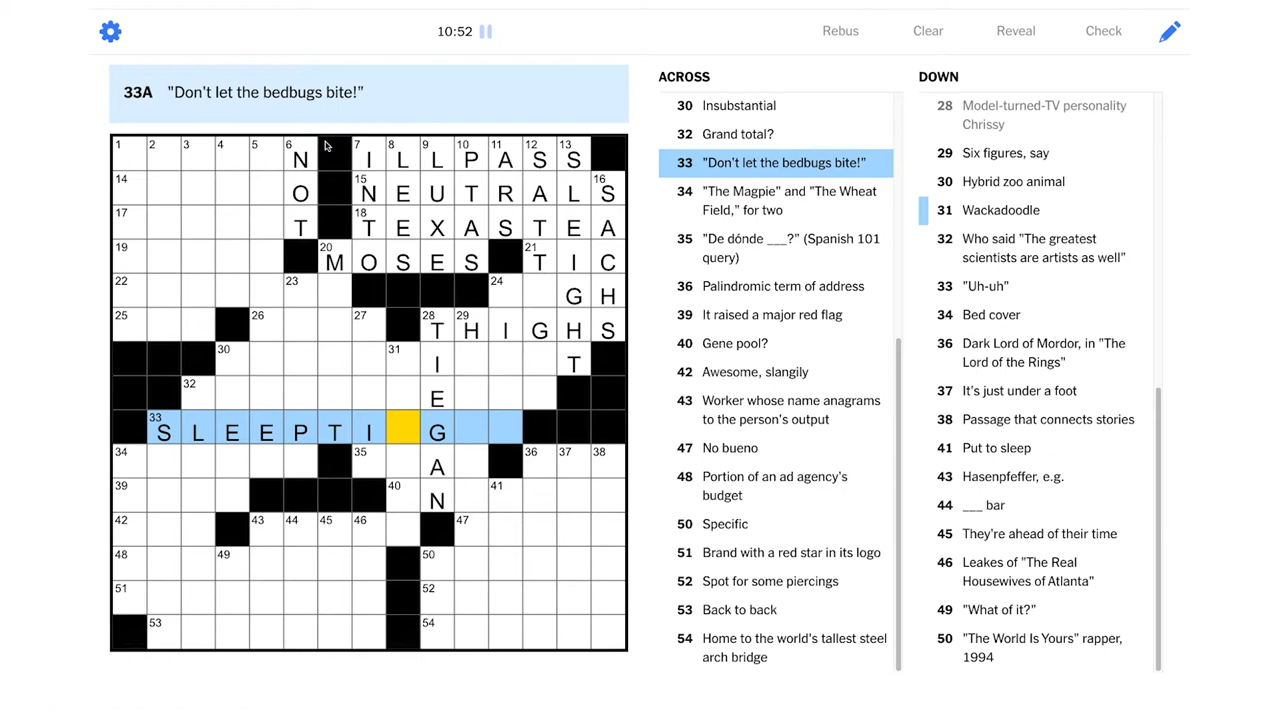 10:52
Rebus Clear Reveal Check
33A "Don't let the bedbugs bite!"
1 2 3 4 5 6 N 7 I 8 L 9 L 10 P 11 A 12 S 13 S
14 O 15 N E U T R A L 16 S
17 T 18 T E X A S T E A
19 20 M O S E S 21 T I C
22 23 24 G H
25 26 27 28 T 29 H I G H S
30 31 I T
32 E
33 S L E E P T I G
34 35 A 36 37 38
39 40 N 41
42 43 44 45 46 47
48 49 50
51 52
53 54
ACROSS
30 Insubstantial
32 Grand total?
33 "Don't let the bedbugs bite!"
34 "The Magpie" and "The Wheat
Field," for two
35 "De dónde ___?" (Spanish 101
query)
36 Palindromic term of address
39 It raised a major red flag
40 Gene pool?
42 Awesome, slangily
43 Worker whose name anagrams
to the person's output
47 No bueno
48 Portion of an ad agency's
budget
50 Specific
51 Brand with a red star in its logo
52 Spot for some piercings
53 Back to back
54 Home to the world's tallest steel
arch bridge
DOWN
28 Model-turned-TV personality
Chrissy
29 Six figures, say
30 Hybrid zoo animal
31 Wackadoodle
32 Who said "The greatest
scientists are artists as well"
33 "Uh-uh"
34 Bed cover
36 Dark Lord of Mordor, in "The
Lord of the Rings"
37 It's just under a foot
38 Passage that connects stories
41 Put to sleep
43 Hasenpfeffer, e.g.
44 ___ bar
45 They're ahead of their time
46 Leakes of "The Real
Housewives of Atlanta"
49 "What of it?"
50 "The World Is Yours" rapper,
1994